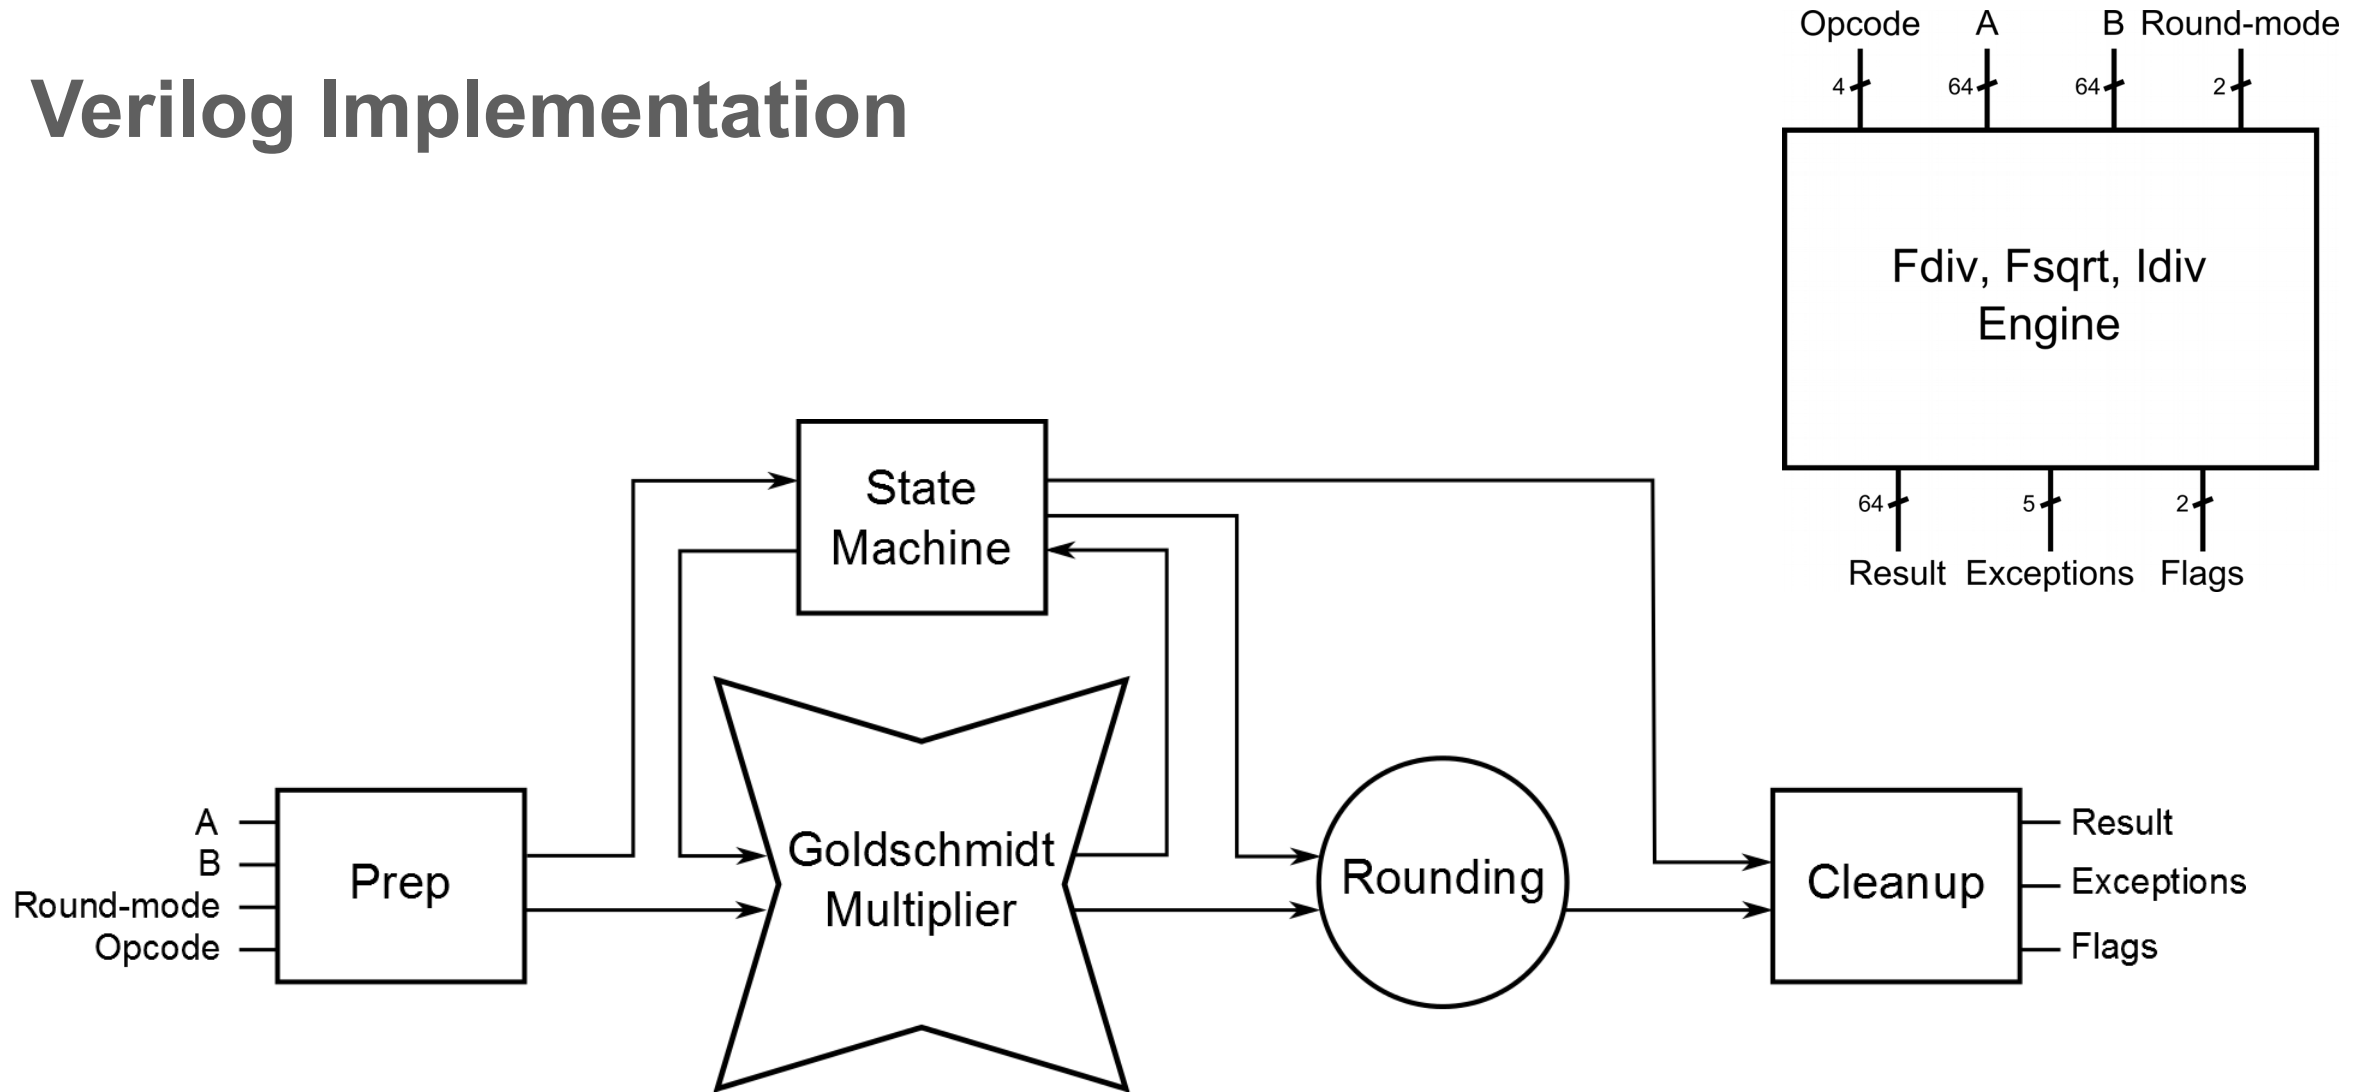 Verilog Implementation
Opcode A B Round-mode
4 64 64 2
Fdiv, Fsqrt, Idiv
Engine
64 5 2
Result Exceptions Flags
State
Machine
Goldschmidt
Multiplier
A
B
Round-mode
Opcode
Prep
Rounding
Cleanup
Result
Exceptions
Flags